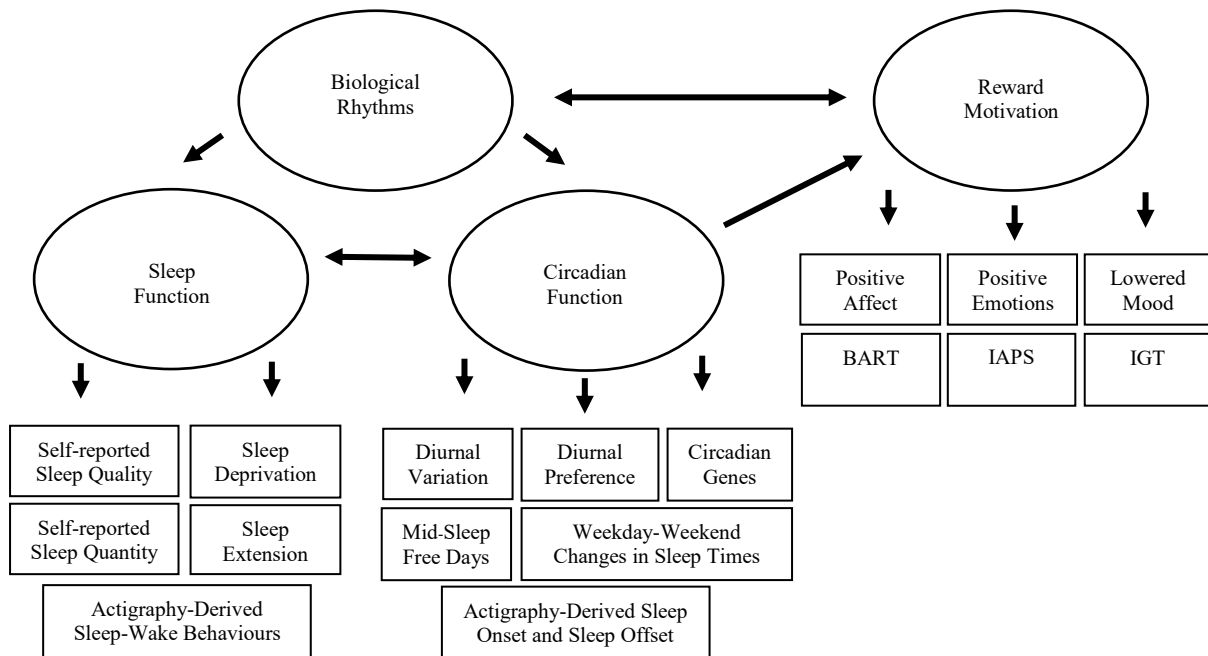 Biological
Rhythms
Reward
Motivation
Sleep
Function
Circadian
Function
Positive
Affect
Positive
Emotions
Lowered
Mood
BART
IAPS
IGT
Self-reported
Sleep Quality
Sleep
Deprivation
Self-reported
Sleep Quantity
Sleep
Extension
Actigraphy-Derived
Sleep-Wake Behaviours
Diurnal
Variation
Diurnal
Preference
Circadian
Genes
Mid-Sleep
Free Days
Weekday-Weekend
Changes in Sleep Times
Actigraphy-Derived Sleep
Onset and Sleep Offset